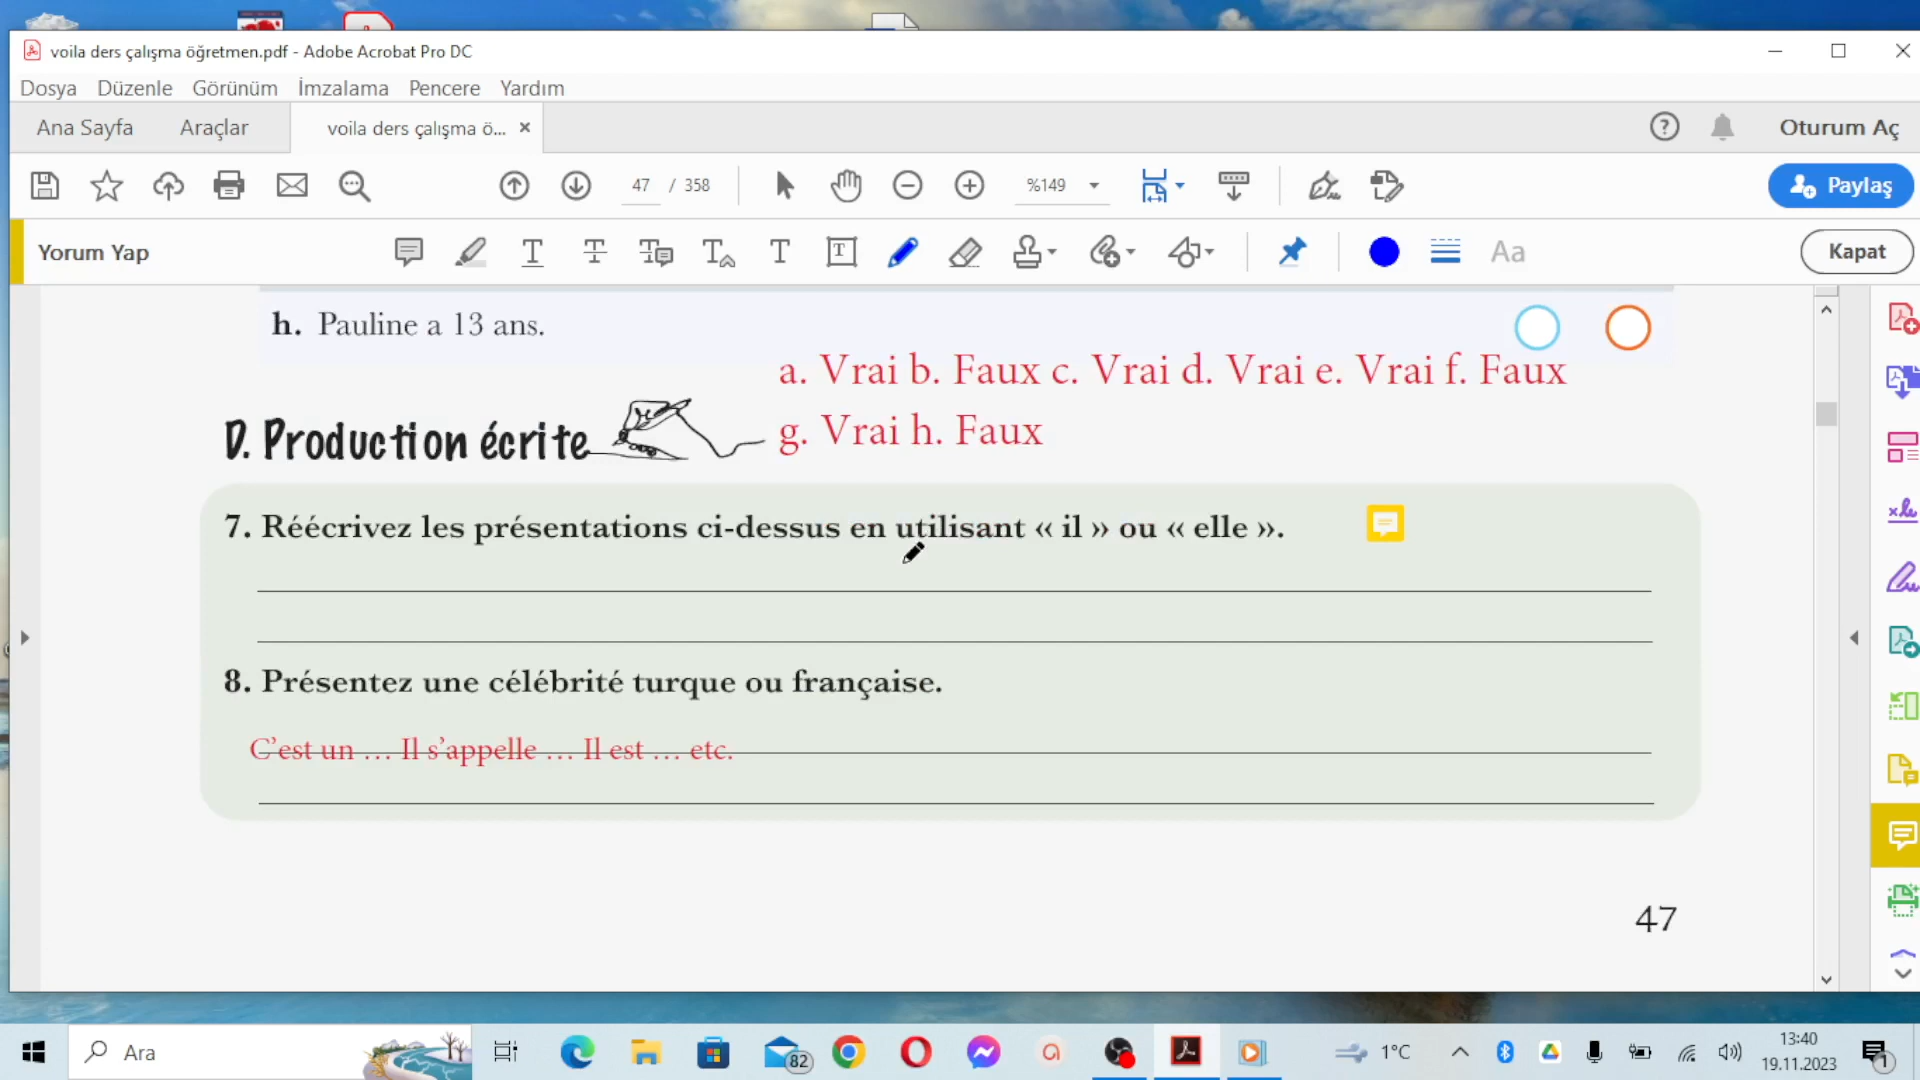 voila ders çalışma öğretmen.pdf - Adobe Acrobat Pro DC
Dosya Düzenle Görünüm İmzalama Pencere Yardım
Ana Sayfa Araçlar voila ders çalışma ö... × Oturum Aç
47 / 358 %149 Paylaş
Yorum Yap Aa Kapat
h. Pauline a 13 ans.
a. Vrai b. Faux c. Vrai d. Vrai e. Vrai f. Faux
g. Vrai h. Faux
D. Production écrite
7. Réécrivez les présentations ci-dessus en utilisant « il » ou « elle ».
8. Présentez une célébrité turque ou française.
C'est un … Il s'appelle … Il est … etc.
47
Ara 82 1°C 13:40
19.11.2023 1